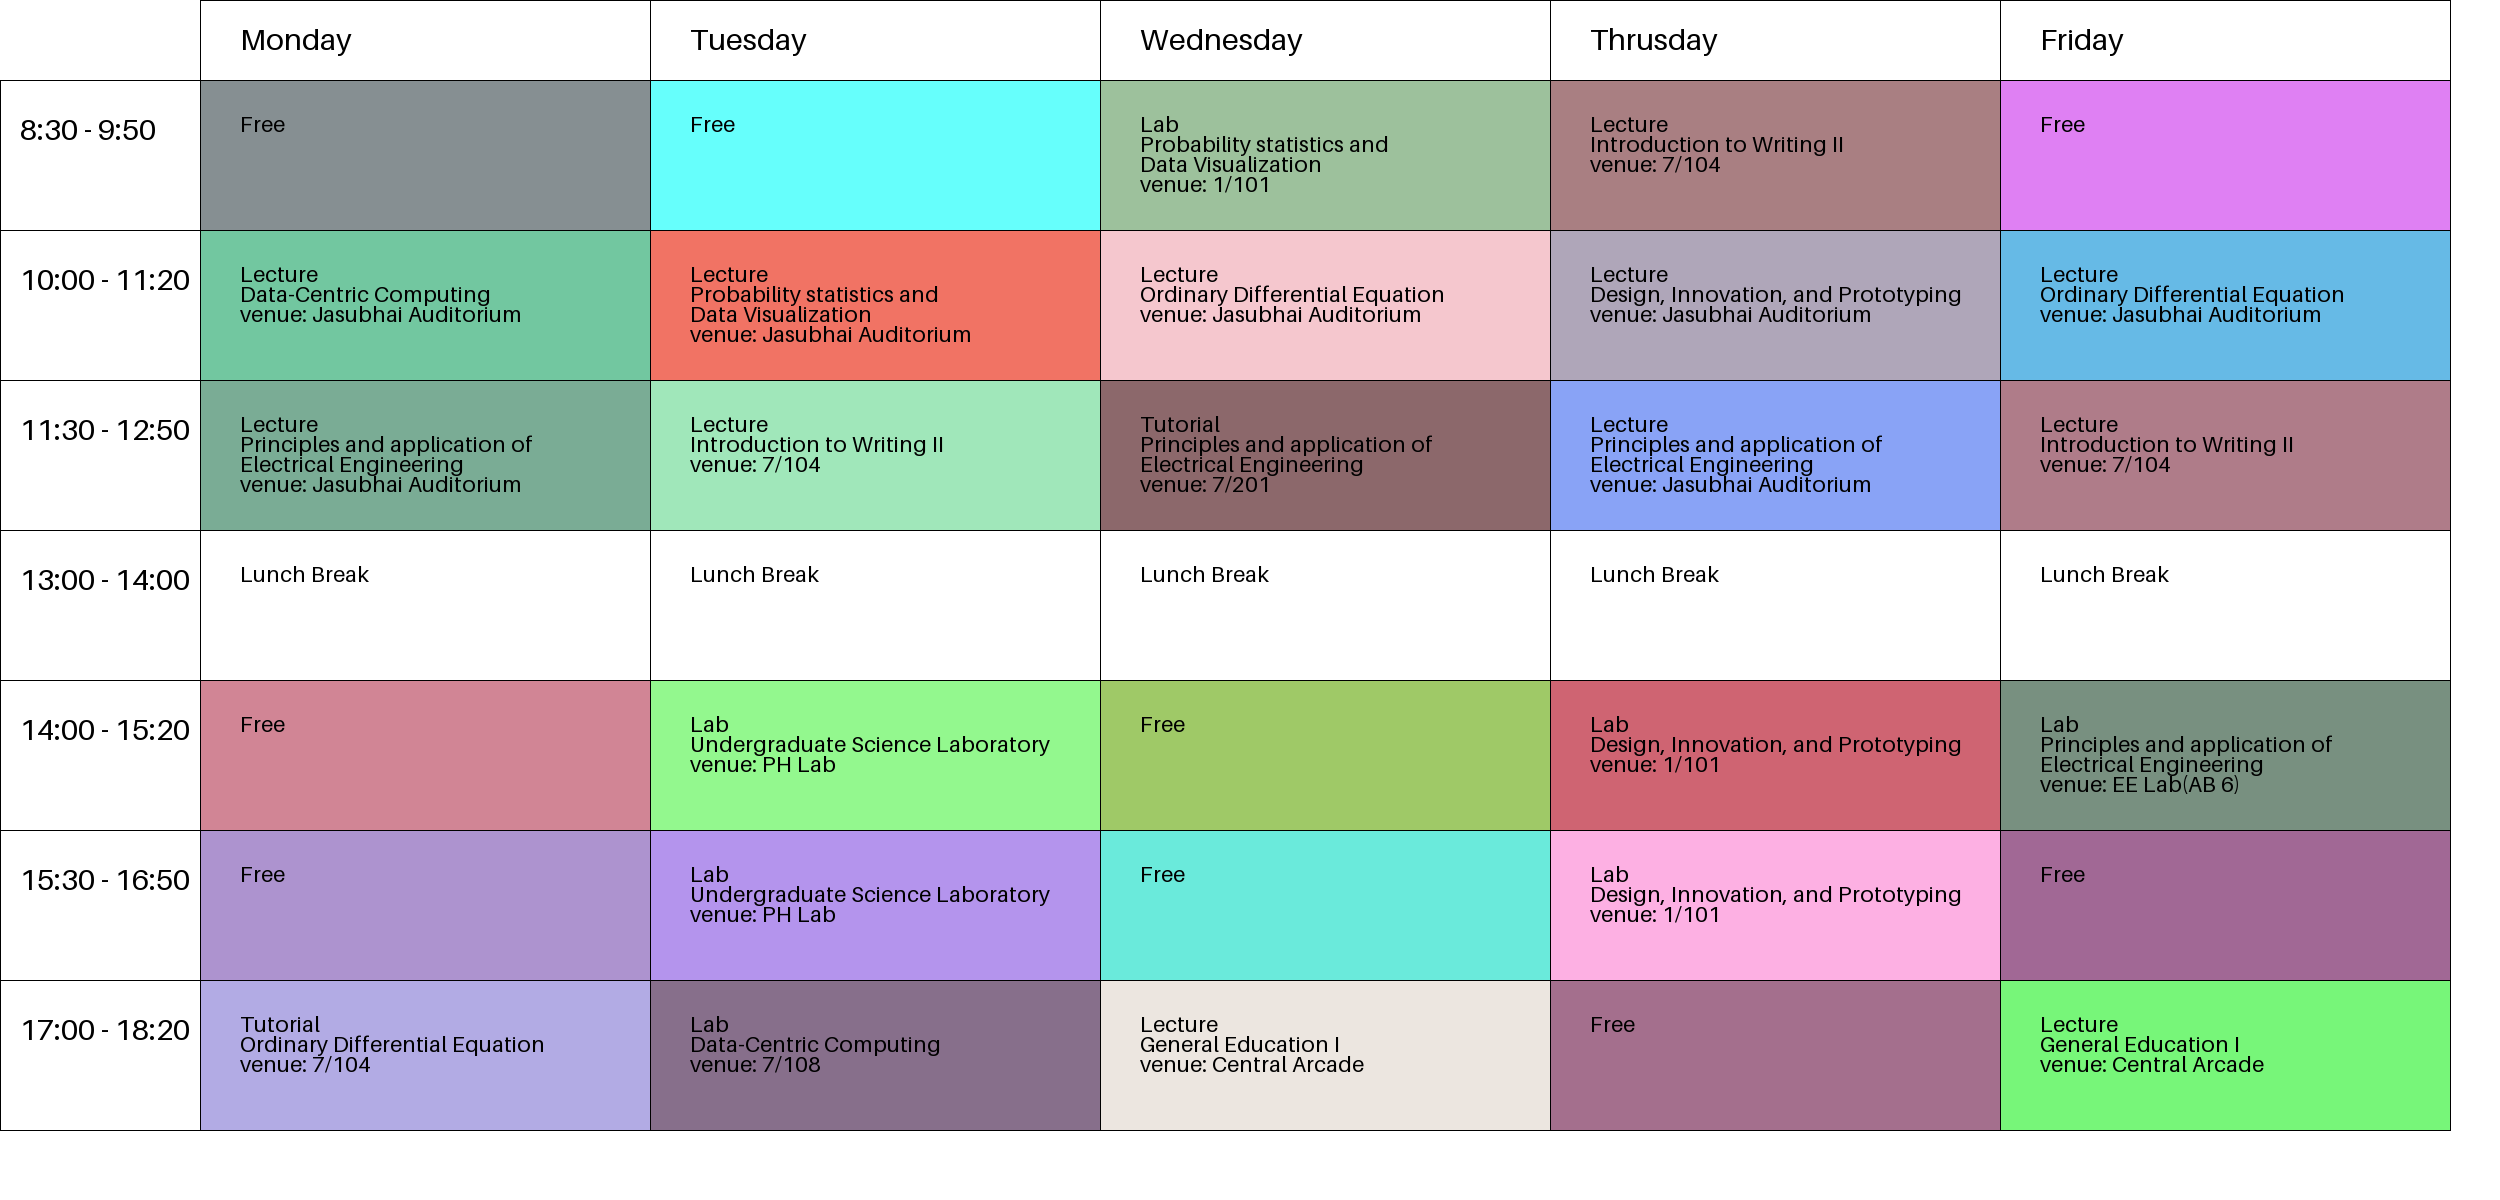 Monday
Tuesday
Wednesday
Thrusday
Friday
8:30 - 9:50
Free
Free
Lab
Probability statistics and
Data Visualization
venue: 1/101
Lecture
Introduction to Writing II
venue: 7/104
Free
10:00 - 11:20
Lecture
Data-Centric Computing
venue: Jasubhai Auditorium
Lecture
Probability statistics and
Data Visualization
venue: Jasubhai Auditorium
Lecture
Ordinary Differential Equation
venue: Jasubhai Auditorium
Lecture
Design, Innovation, and Prototyping
venue: Jasubhai Auditorium
Lecture
Ordinary Differential Equation
venue: Jasubhai Auditorium
11:30 - 12:50
Lecture
Principles and application of
Electrical Engineering
venue: Jasubhai Auditorium
Lecture
Introduction to Writing II
venue: 7/104
Tutorial
Principles and application of
Electrical Engineering
venue: 7/201
Lecture
Principles and application of
Electrical Engineering
venue: Jasubhai Auditorium
Lecture
Introduction to Writing II
venue: 7/104
13:00 - 14:00
Lunch Break
Lunch Break
Lunch Break
Lunch Break
Lunch Break
14:00 - 15:20
Free
Lab
Undergraduate Science Laboratory
venue: PH Lab
Free
Lab
Design, Innovation, and Prototyping
venue: 1/101
Lab
Principles and application of
Electrical Engineering
venue: EE Lab(AB 6)
15:30 - 16:50
Free
Lab
Undergraduate Science Laboratory
venue: PH Lab
Free
Lab
Design, Innovation, and Prototyping
venue: 1/101
Free
17:00 - 18:20
Tutorial
Ordinary Differential Equation
venue: 7/104
Lab
Data-Centric Computing
venue: 7/108
Lecture
General Education I
venue: Central Arcade
Free
Lecture
General Education I
venue: Central Arcade